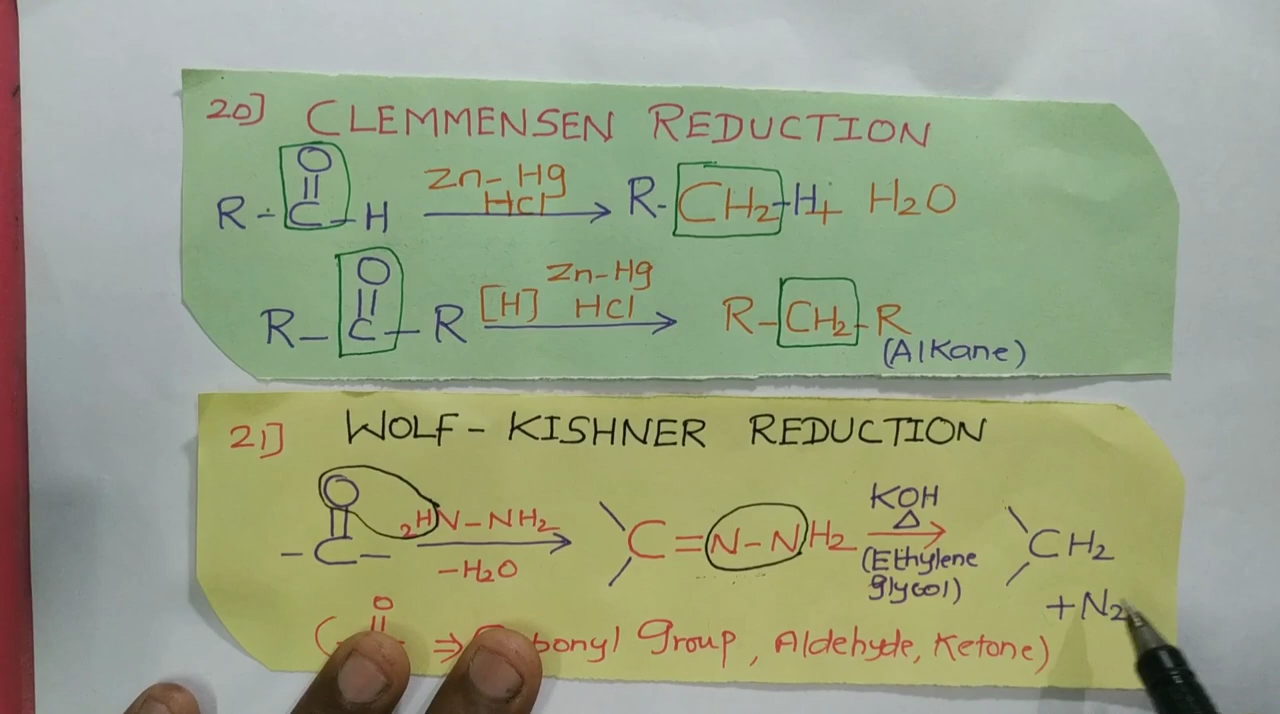 20] CLEMMENSEN REDUCTION
O
||
R - C - H Zn-Hg HCl → R-CH2-H + H2O
O
||
R - C - R [H] Zn-Hg HCl → R-CH2-R
(Alkane)
21] WOLF - KISHNER REDUCTION
O
||
- C - 2HN-NH2 -H2O → C=N-NH2 KOH △ (Ethylene glycol) → CH2
+N2
O
||
Group, Aldehyde, Ketone)